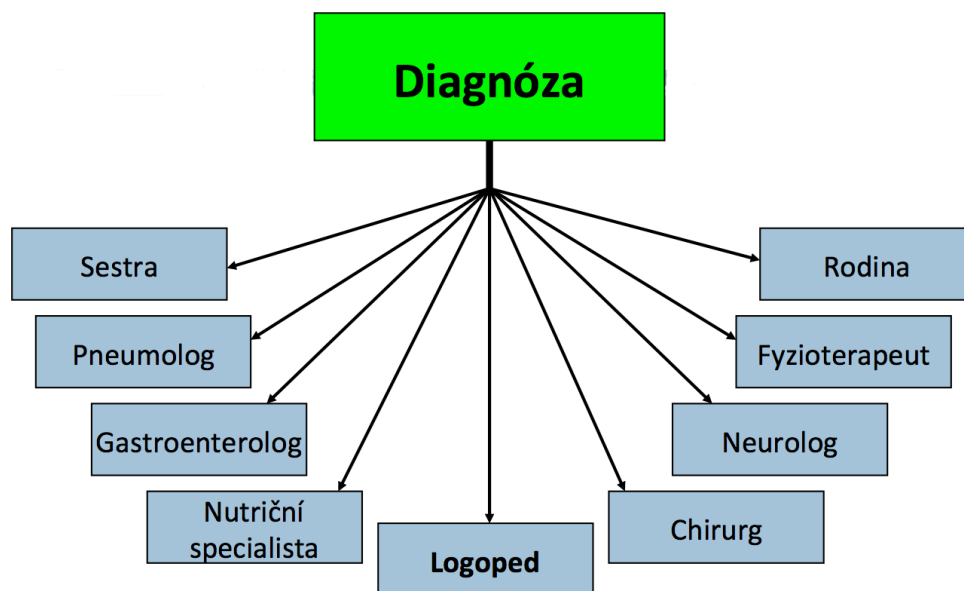 Diagnóza
Sestra
Rodina
Pneumolog
Fyzioterapeut
Gastroenterolog
Neurolog
Nutriční
specialista
Chirurg
Logoped